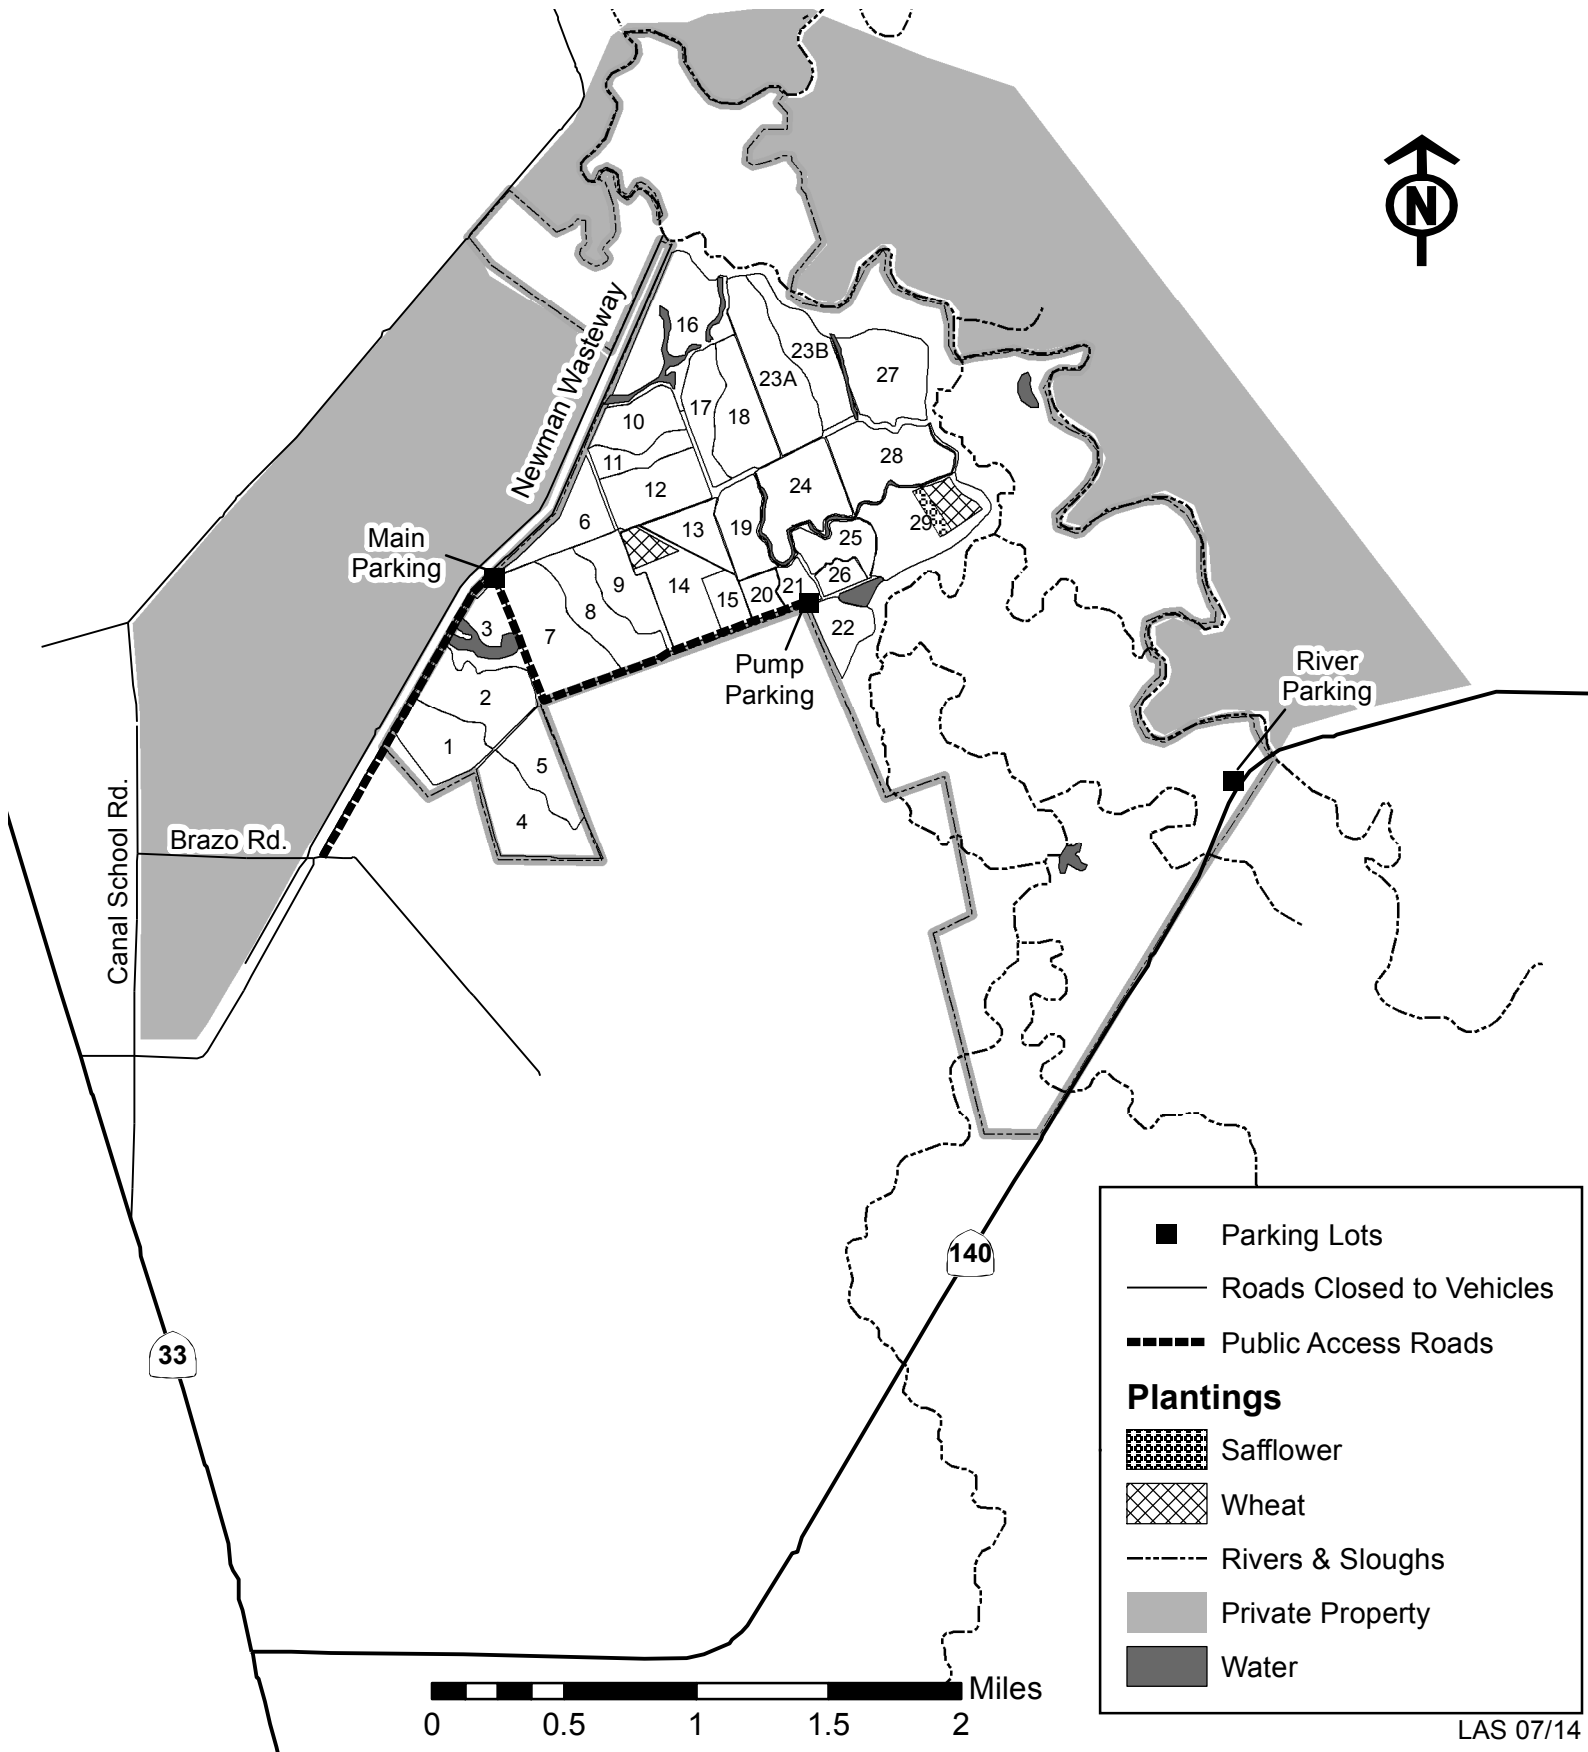 N
Newman Wasteway
16
23B
23A
27
17
18
10
11
12
28
24
6
13
19
29
25
Main
Parking
9
14
26
21
20
15
8
3
7
22
Pump
Parking
River
Parking
2
1
5
4
Canal School Rd.
Brazo Rd.
140
33
Parking Lots
Roads Closed to Vehicles
Public Access Roads
Plantings
Safflower
Wheat
Rivers & Sloughs
Private Property
Water
Miles
0 0.5 1 1.5 2
LAS 07/14